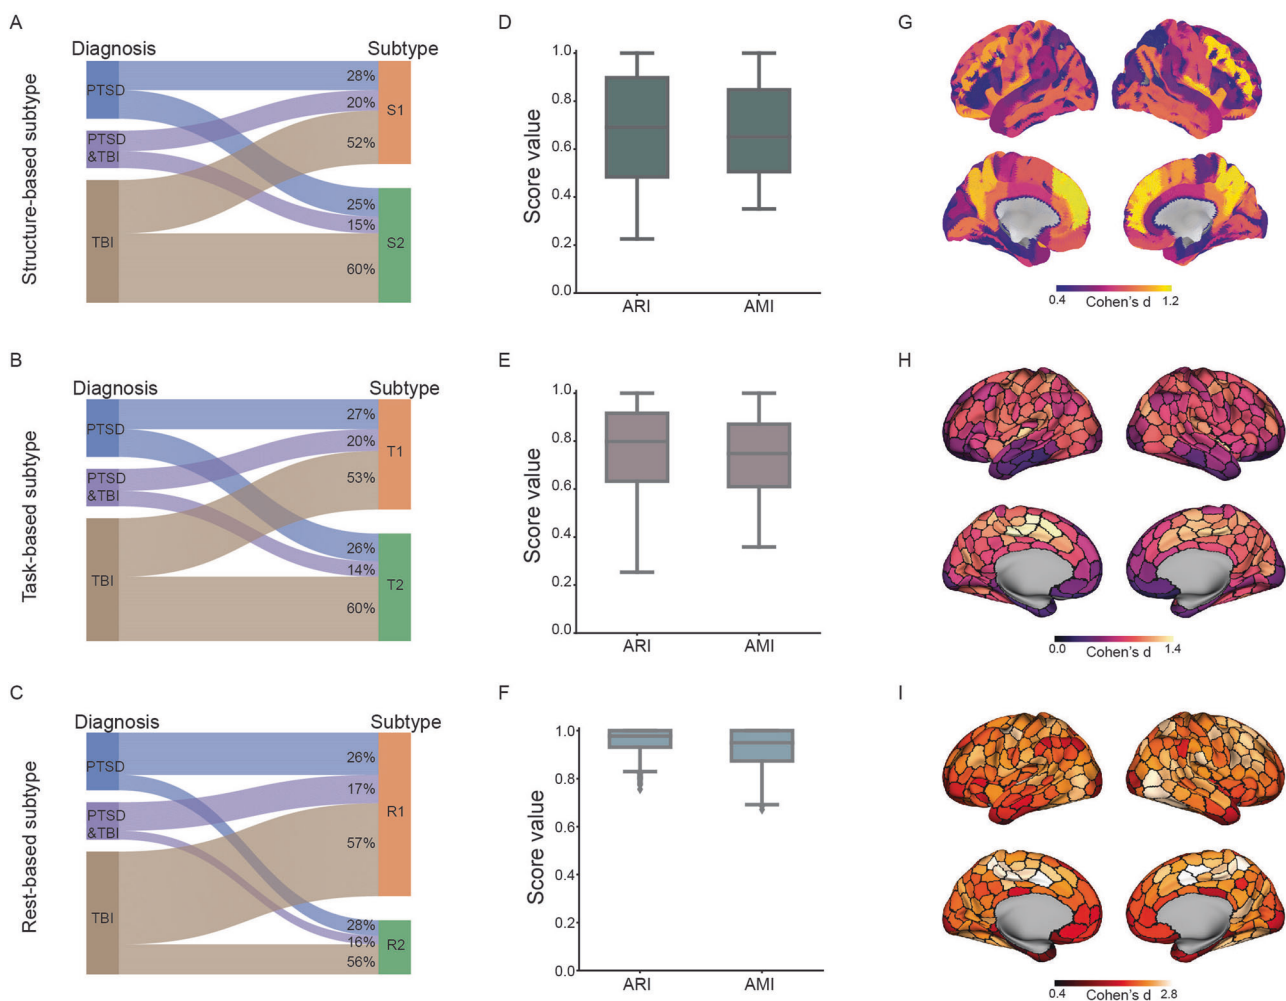 A
Structure-based subtype
Diagnosis
Subtype
PTSD
PTSD
&TBI
TBI
28%
20%
52%
S1
25%
15%
60%
S2
D
Score value
1.0
0.8
0.6
0.4
0.2
0.0
ARI
AMI
G
0.4
Cohen's d
1.2
B
Task-based subtype
Diagnosis
Subtype
PTSD
PTSD
&TBI
TBI
27%
20%
53%
T1
26%
14%
60%
T2
E
Score value
1.0
0.8
0.6
0.4
0.2
0.0
ARI
AMI
H
0.0
Cohen's d
1.4
C
Rest-based subtype
Diagnosis
Subtype
PTSD
PTSD
&TBI
TBI
26%
17%
57%
R1
28%
16%
56%
R2
F
Score value
1.0
0.8
0.6
0.4
0.2
0.0
ARI
AMI
I
0.4
Cohen's d
2.8